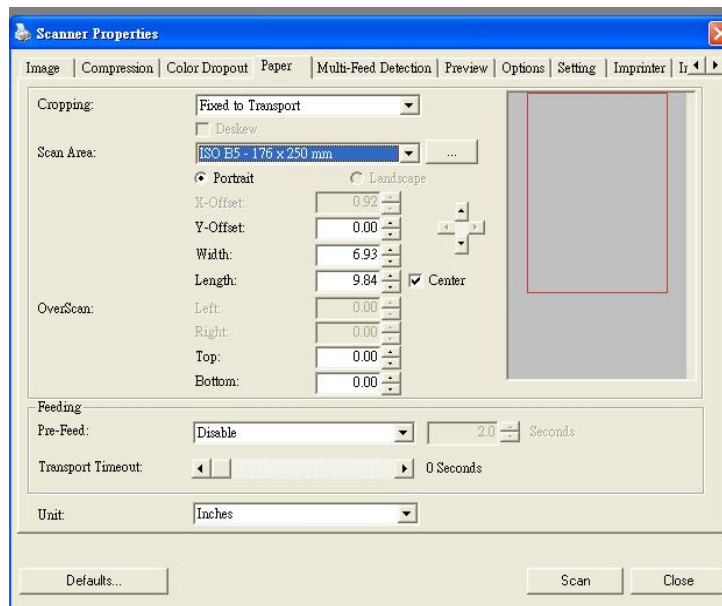 Scanner Properties
Image Compression Color Dropout Paper Multi-Feed Detection Preview Options Setting Imprinter
Cropping: Fixed to Transport
Deskew
Scan Area: ISO B5 - 176 x 250 mm ...
Portrait Landscape
X-Offset: 0.92
Y-Offset: 0.00
Width: 6.93
Length: 9.84 Center
OverScan: Left: 0.00
Right: 0.00
Top: 0.00
Bottom: 0.00
Feeding
Pre-Feed: Disable 2.0 Seconds
Transport Timeout: 0 Seconds
Unit: Inches
Defaults... Scan Close